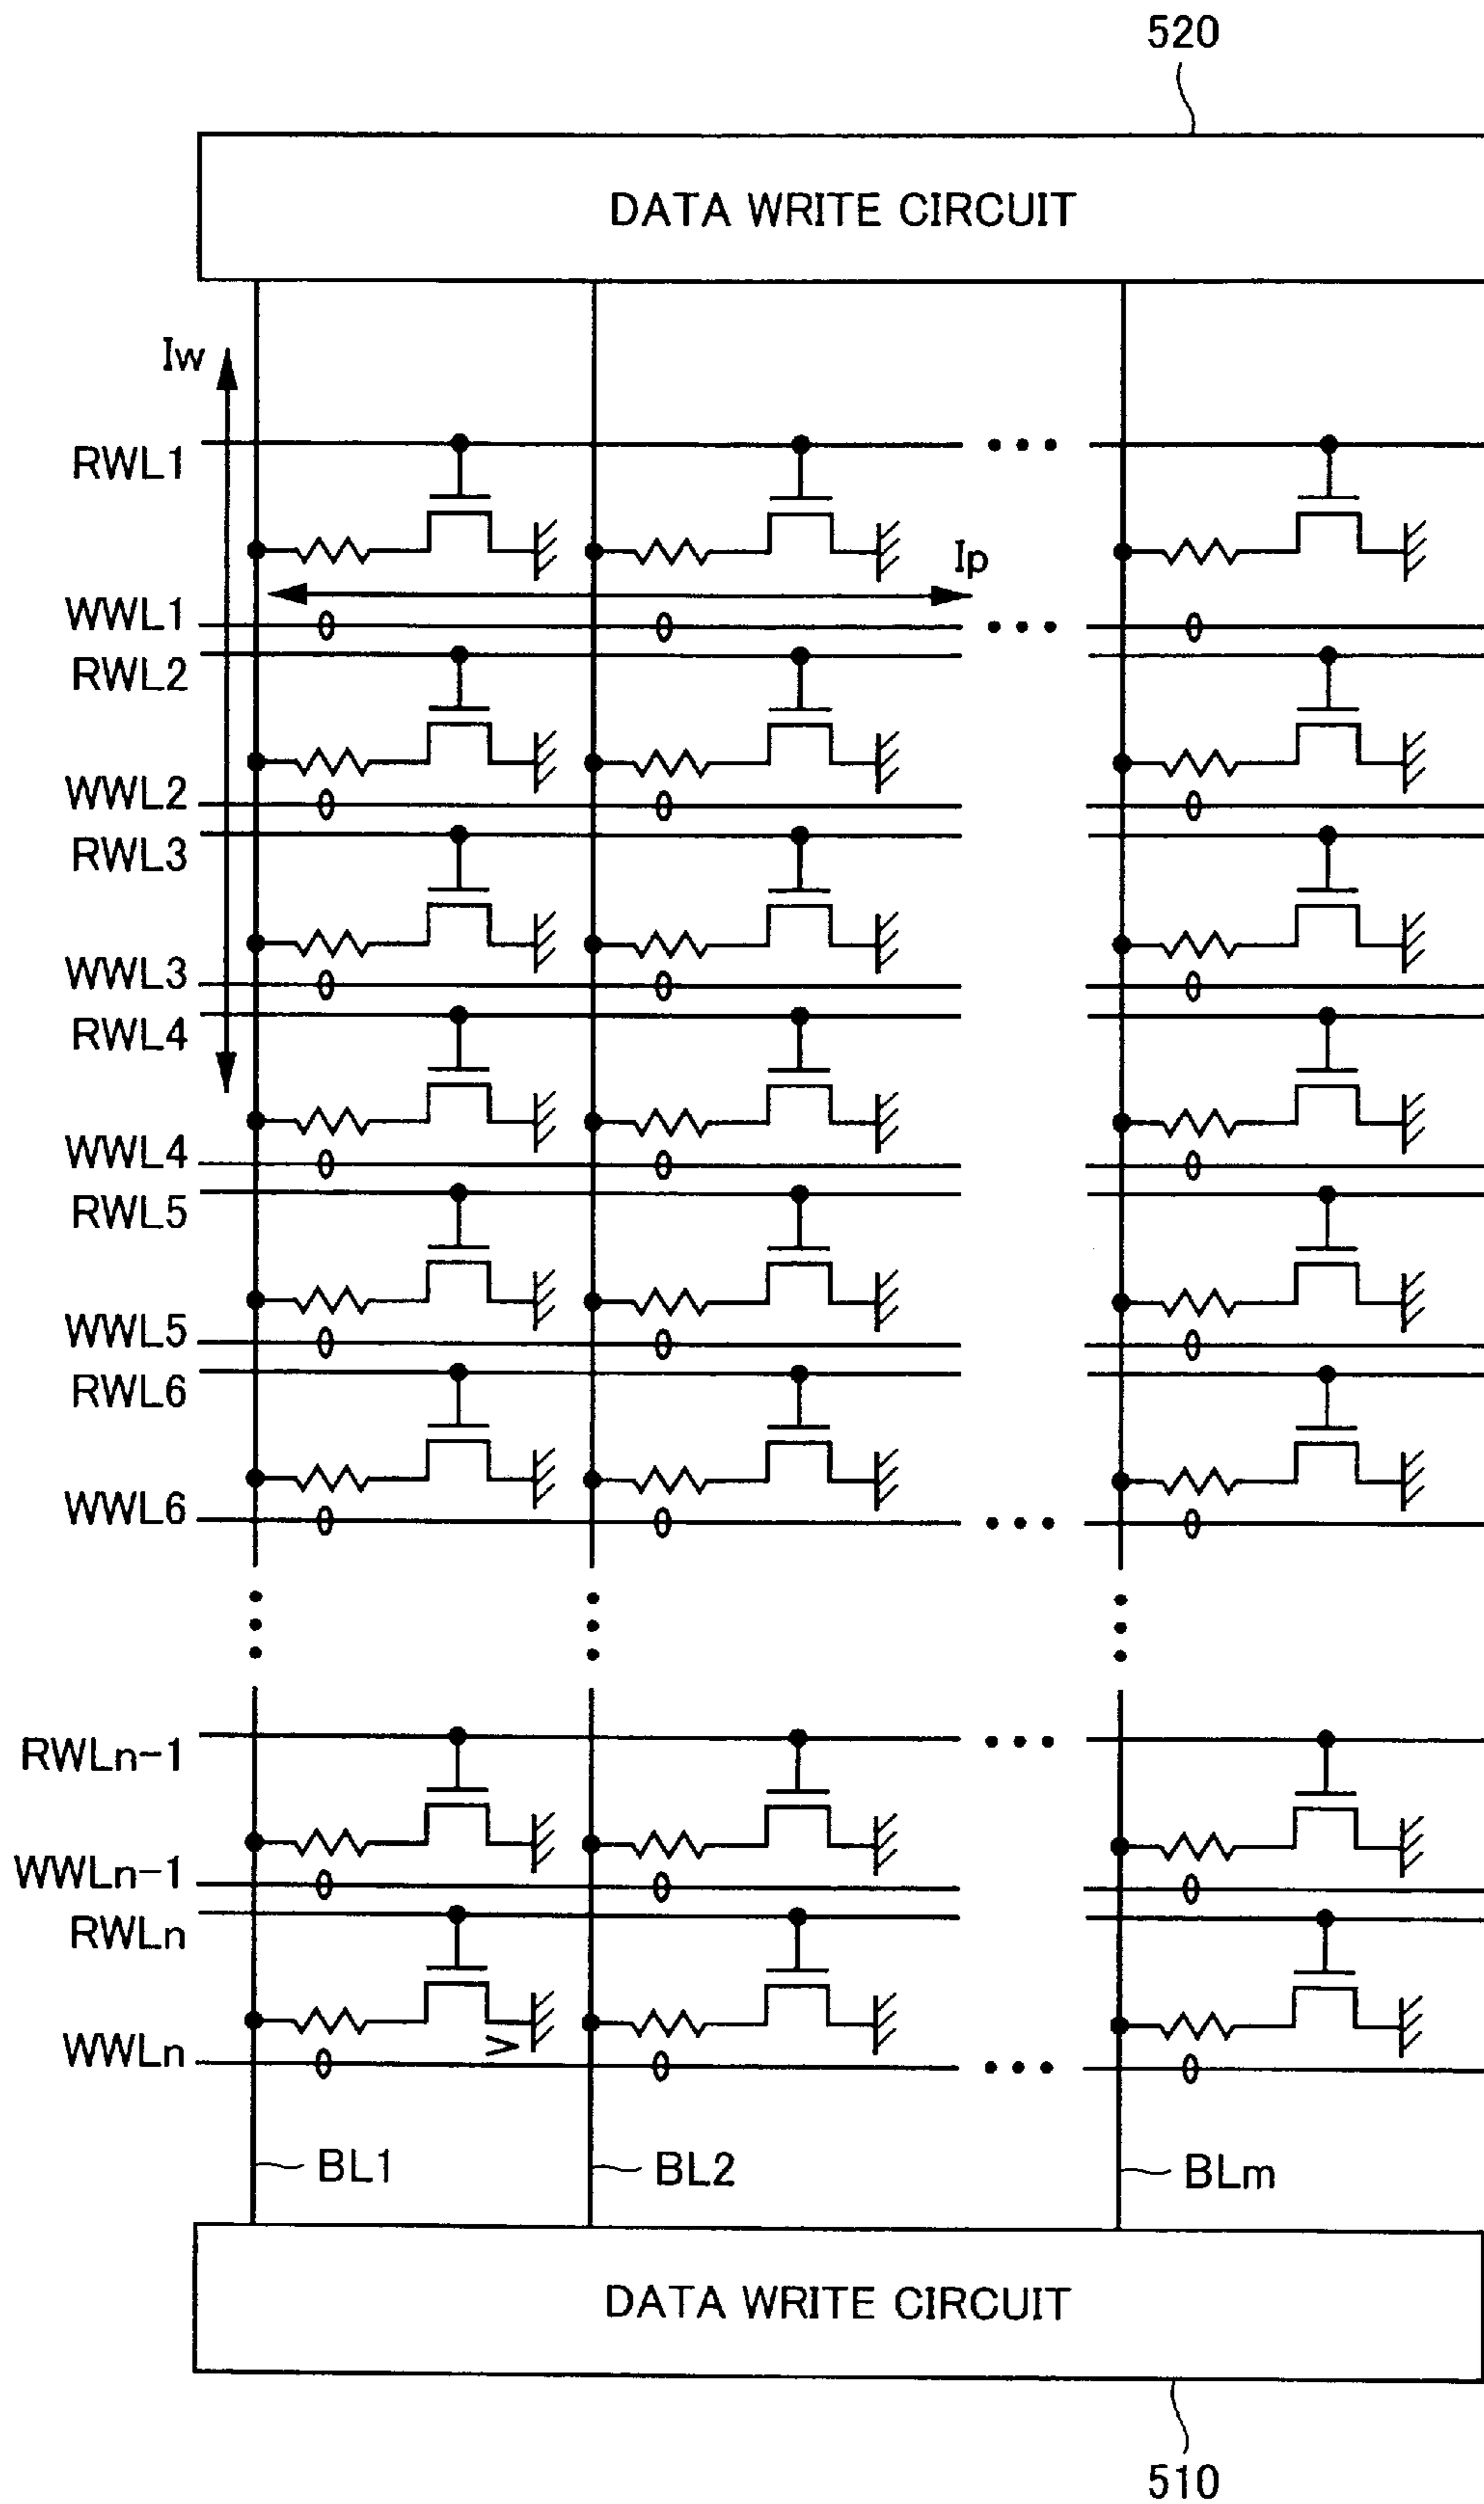 520
DATA WRITE CIRCUIT
Iw
RWL1
Ip
WWL1
RWL2
WWL2
RWL3
WWL3
RWL4
WWL4
RWL5
WWL5
RWL6
WWL6
RWLn-1
WWLn-1
RWLn
WWLn
BL1 BL2 BLm
DATA WRITE CIRCUIT
510